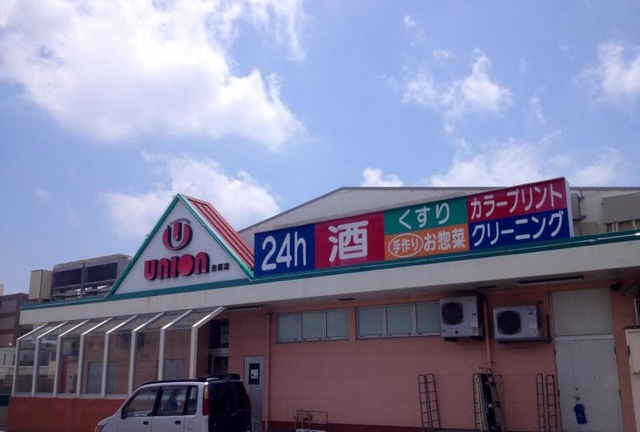 UNION
24h
酒
くすり
手作り お惣菜
カラープリント
クリーニング